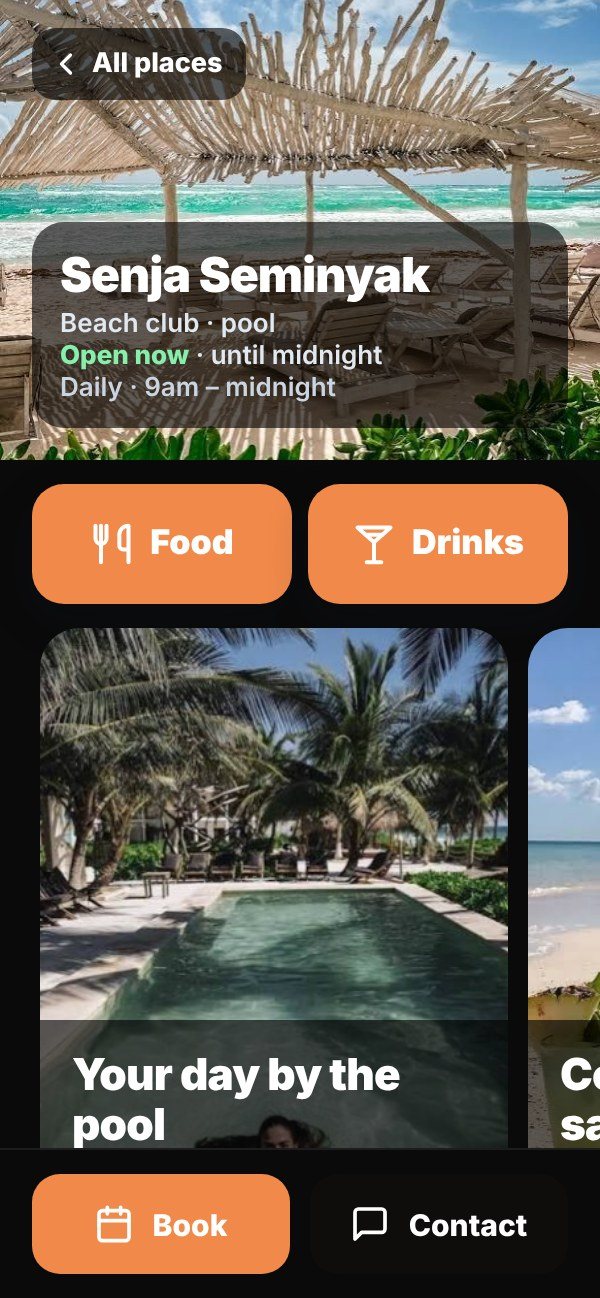 All places
Senja Seminyak
Beach club · pool
Open now · until midnight
Daily · 9am – midnight
Food
Drinks
Your day by the
pool
Book
Contact